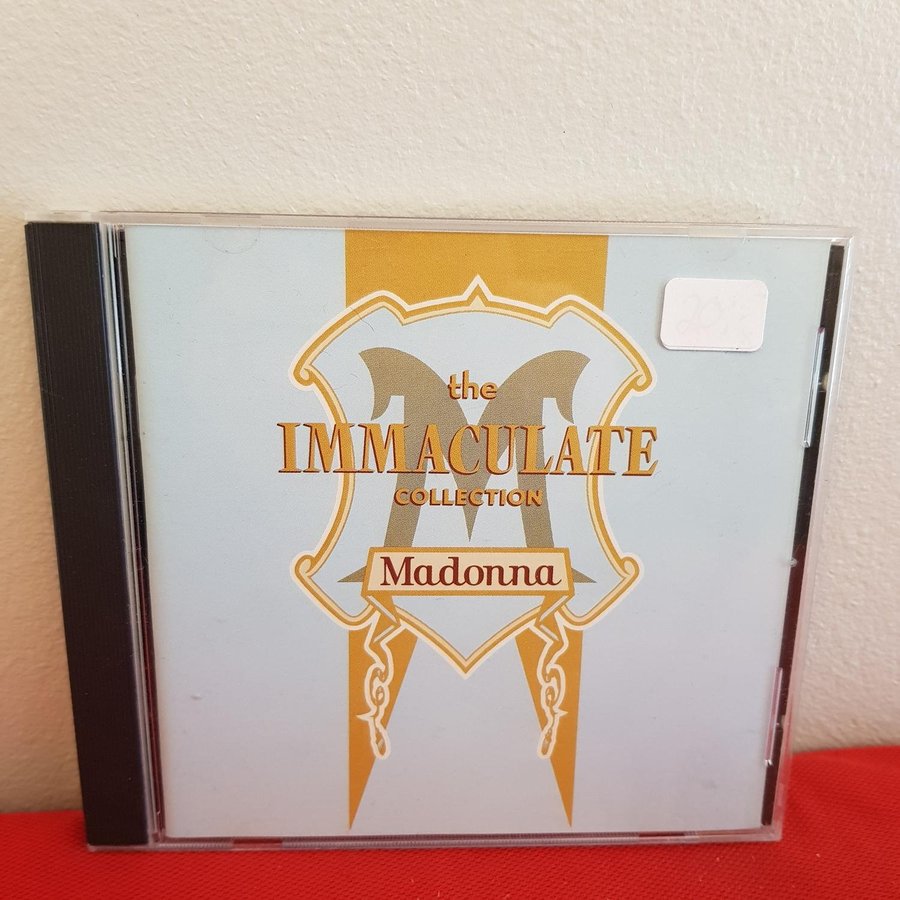 the
IMMACULATE
COLLECTION
Madonna